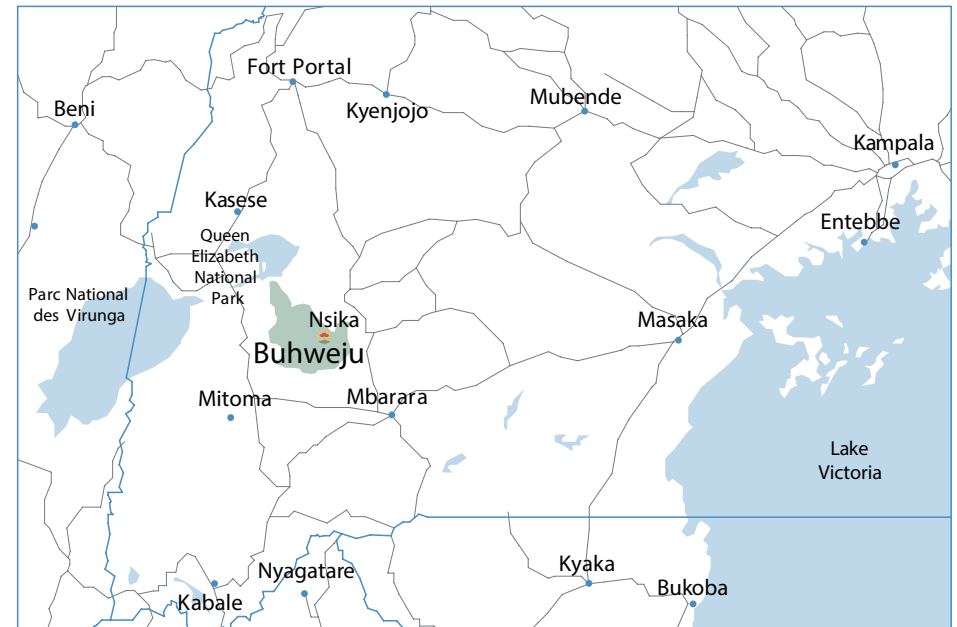 Fort Portal
Beni
Kyenjojo
Mubende
Kampala
Kasese
Entebbe
Queen
Elizabeth
National
Park
Parc National
des Virunga
Nsika
Masaka
Buhweju
Mitoma
Mbarara
Lake
Victoria
Nyagatare
Kyaka
Bukoba
Kabale